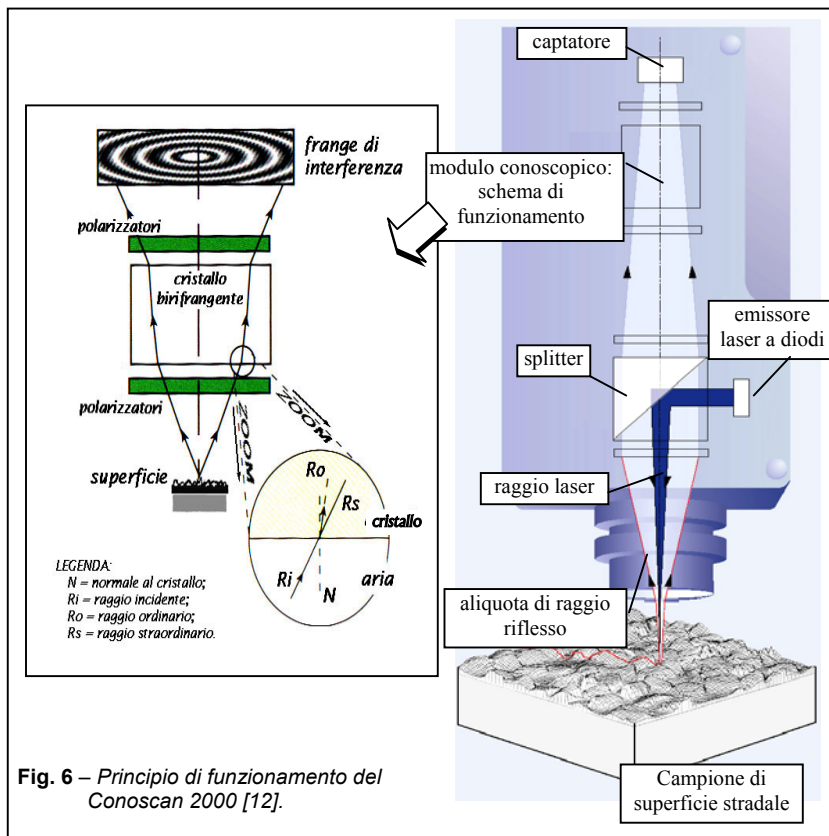 captatore
frange di
interferenza
modulo conoscopico:
schema di
funzionamento
polarizzatori
cristallo
birifrangente
emissore
laser a diodi
splitter
polarizzatori
ZOOM
ZOOM
superficie
Ro
Rs
cristallo
raggio laser
LEGENDA:
N = normale al cristallo;
Ri = raggio incidente;
Ro = raggio ordinario;
Rs = raggio straordinario.
Ri
N
aria
aliquota di raggio
riflesso
Fig. 6 – Principio di funzionamento del
Conoscan 2000 [12].
Campione di
superficie stradale